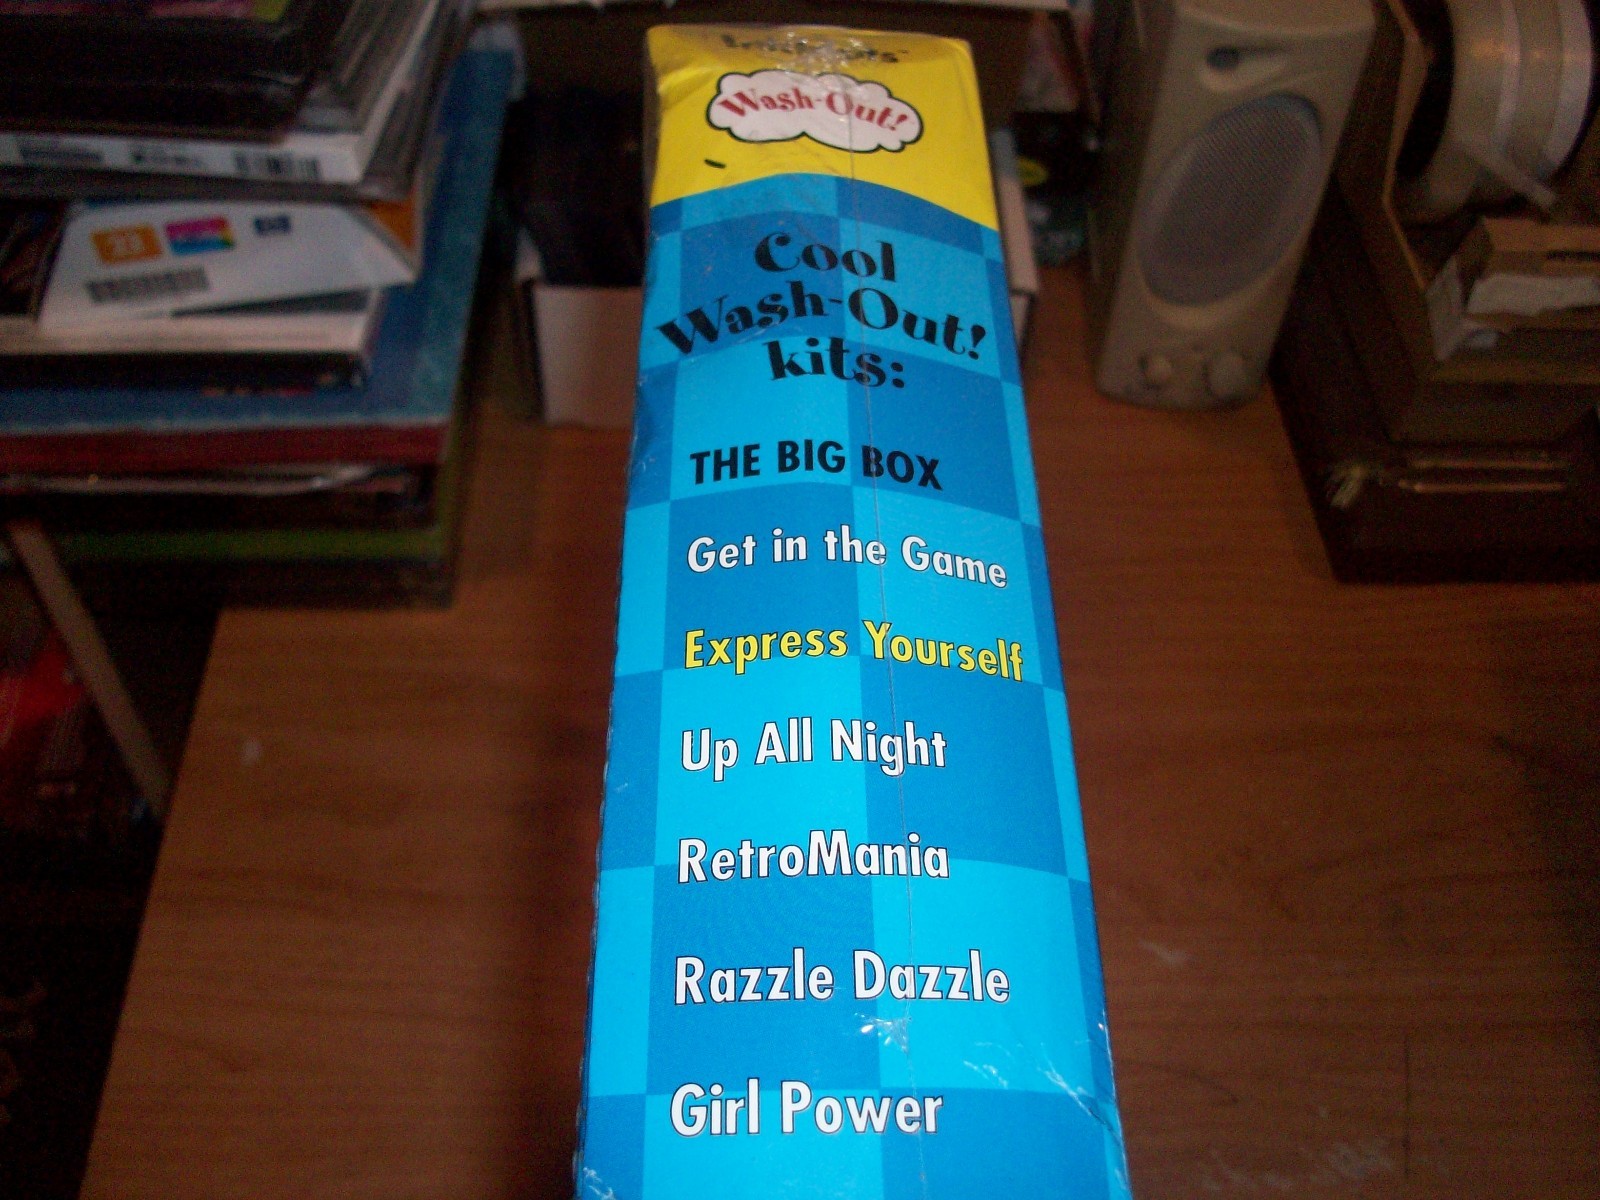 Wash-Out!
Cool
Wash-Out!
kits:
THE BIG BOX
Get in the Game
Express Yourself
Up All Night
RetroMania
Razzle Dazzle
Girl Power